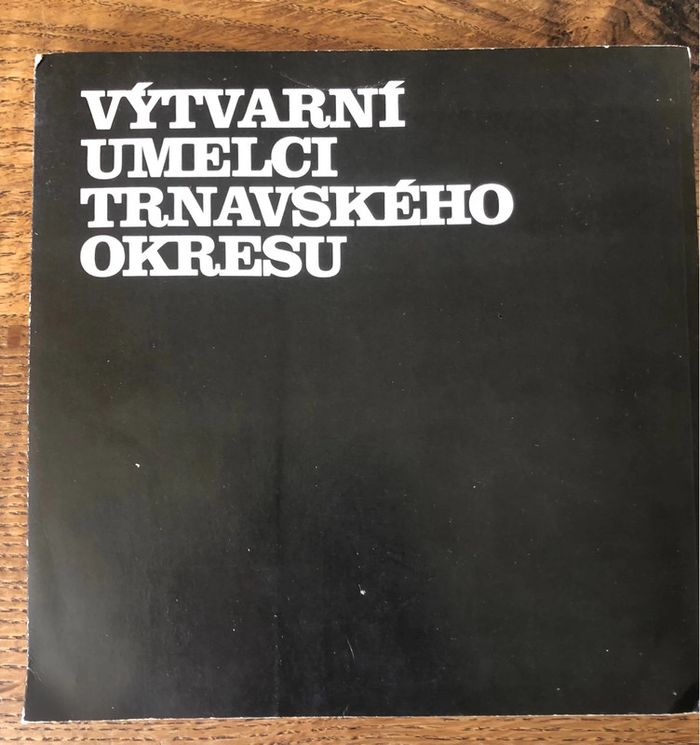 VÝTVARNÍ
UMELCI
TRNAVSKÉHO
OKRESU